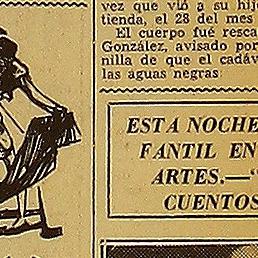 vez que vió a su hijo
tienda, el 28 del mes
El cuerpo fué resca
González, avisado por
nilla de que el cadáv
las aguas negras
ESTA NOCHE
FANTIL EN
ARTES.—"
CUENTOS